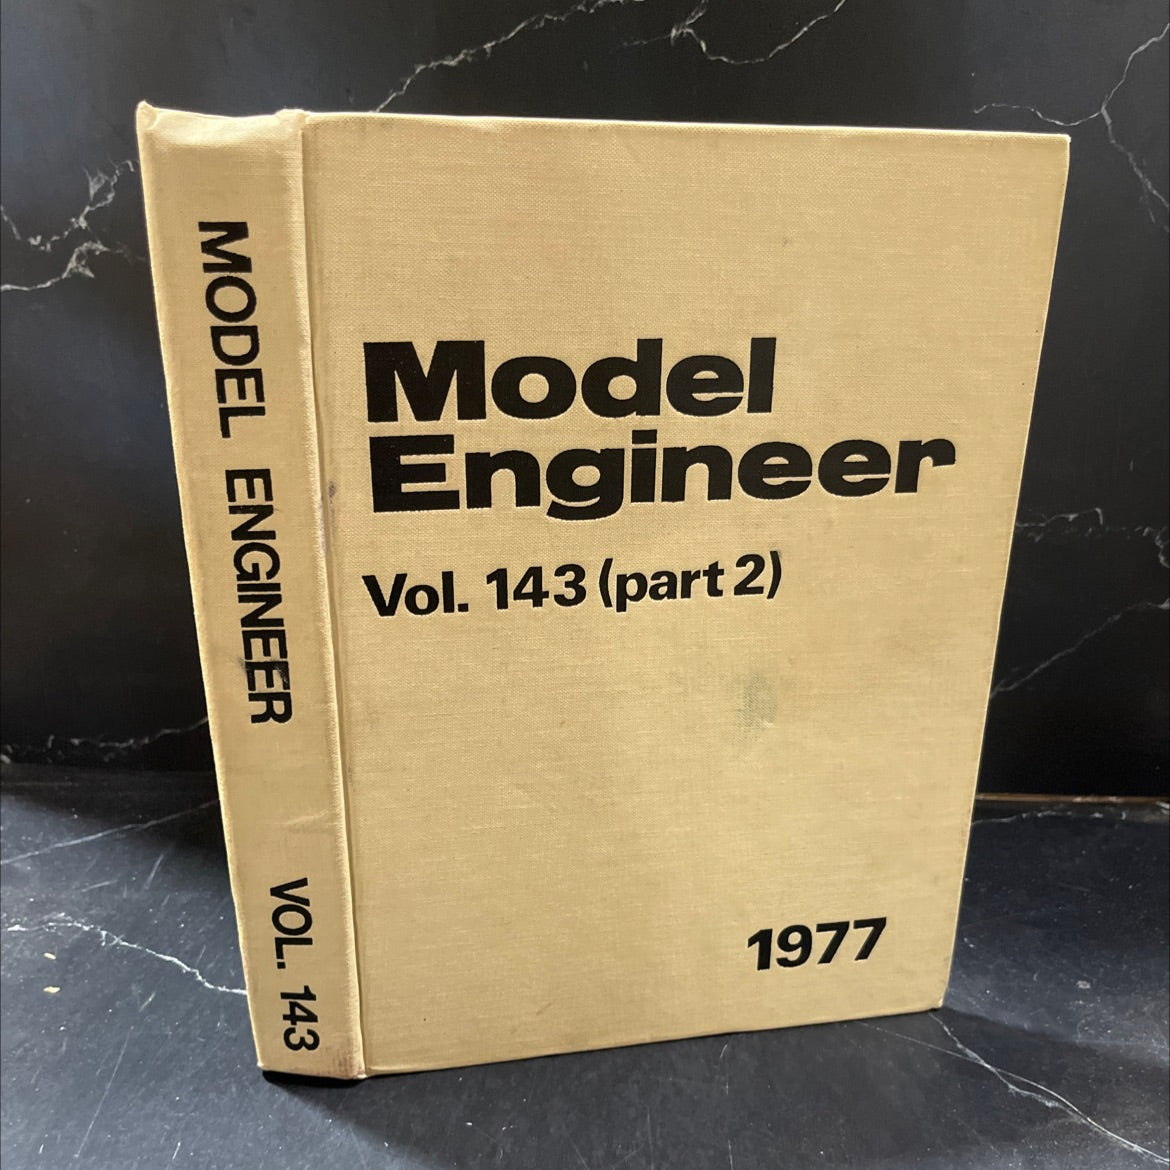 MODEL ENGINEER VOL. 143
Model
Engineer
Vol. 143 (part 2)
1977